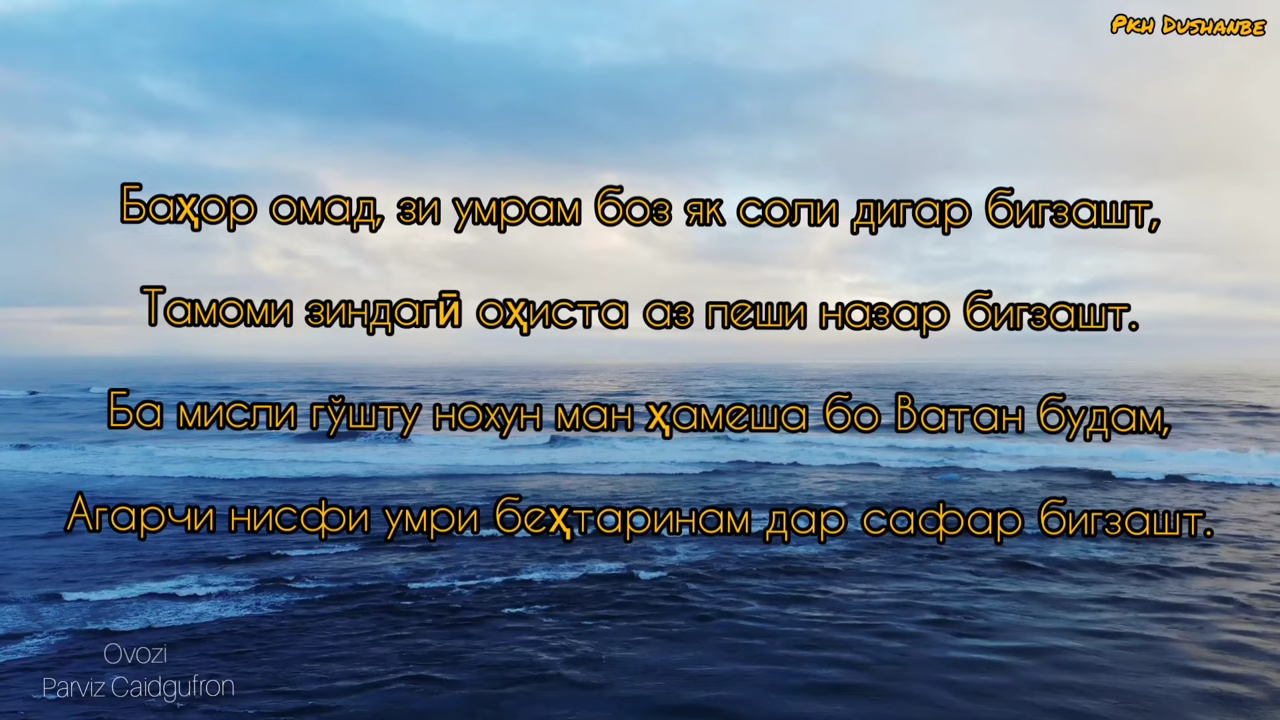 Pkh Dushanbe
Баҳор омад, зи умрам боз як соли дигар бигзашт,
Тамоми зиндагӣ оҳиста аз пеши назар бигзашт.
Ба мисли гӯшту нохун ман ҳамеша бо Ватан будам,
Агарчи нисфи умри беҳтаринам дар сафар бигзашт.
Ovozi
Parviz Caidgufron